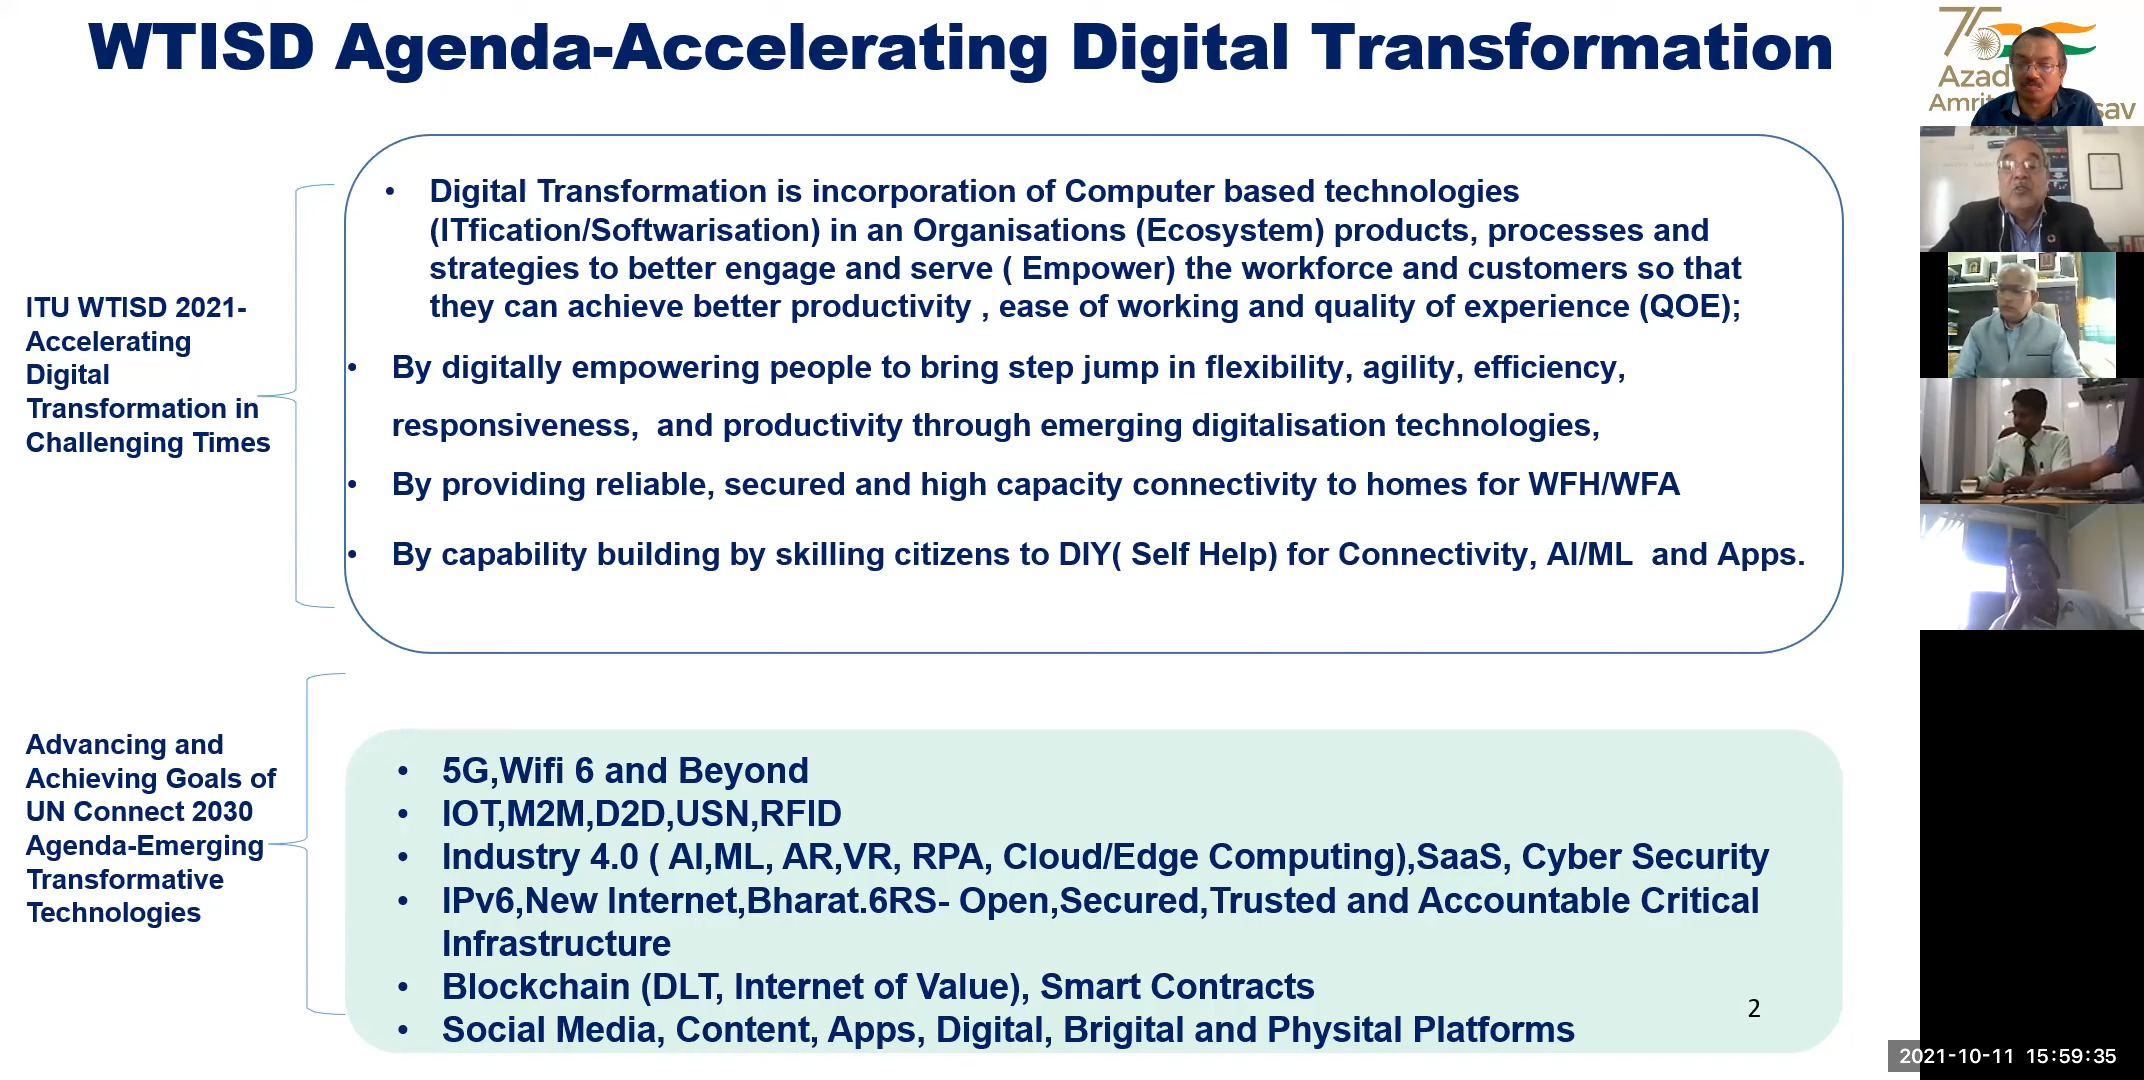 WTISD Agenda-Accelerating Digital Transformation
75
Azad
Amrit
sav
ITU WTISD 2021-
Accelerating
Digital
Transformation in
Challenging Times
• Digital Transformation is incorporation of Computer based technologies
(ITfication/Softwarisation) in an Organisations (Ecosystem) products, processes and
strategies to better engage and serve ( Empower) the workforce and customers so that
they can achieve better productivity , ease of working and quality of experience (QOE);
• By digitally empowering people to bring step jump in flexibility, agility, efficiency,
responsiveness,  and productivity through emerging digitalisation technologies,
• By providing reliable, secured and high capacity connectivity to homes for WFH/WFA
• By capability building by skilling citizens to DIY( Self Help) for Connectivity, AI/ML  and Apps.
Advancing and
Achieving Goals of
UN Connect 2030
Agenda-Emerging
Transformative
Technologies
• 5G,Wifi 6 and Beyond
• IOT,M2M,D2D,USN,RFID
• Industry 4.0 ( AI,ML, AR,VR, RPA, Cloud/Edge Computing),SaaS, Cyber Security
• IPv6,New Internet,Bharat.6RS- Open,Secured,Trusted and Accountable Critical
Infrastructure
• Blockchain (DLT, Internet of Value), Smart Contracts
• Social Media, Content, Apps, Digital, Brigital and Physital Platforms
2
2021-10-11 15:59:35